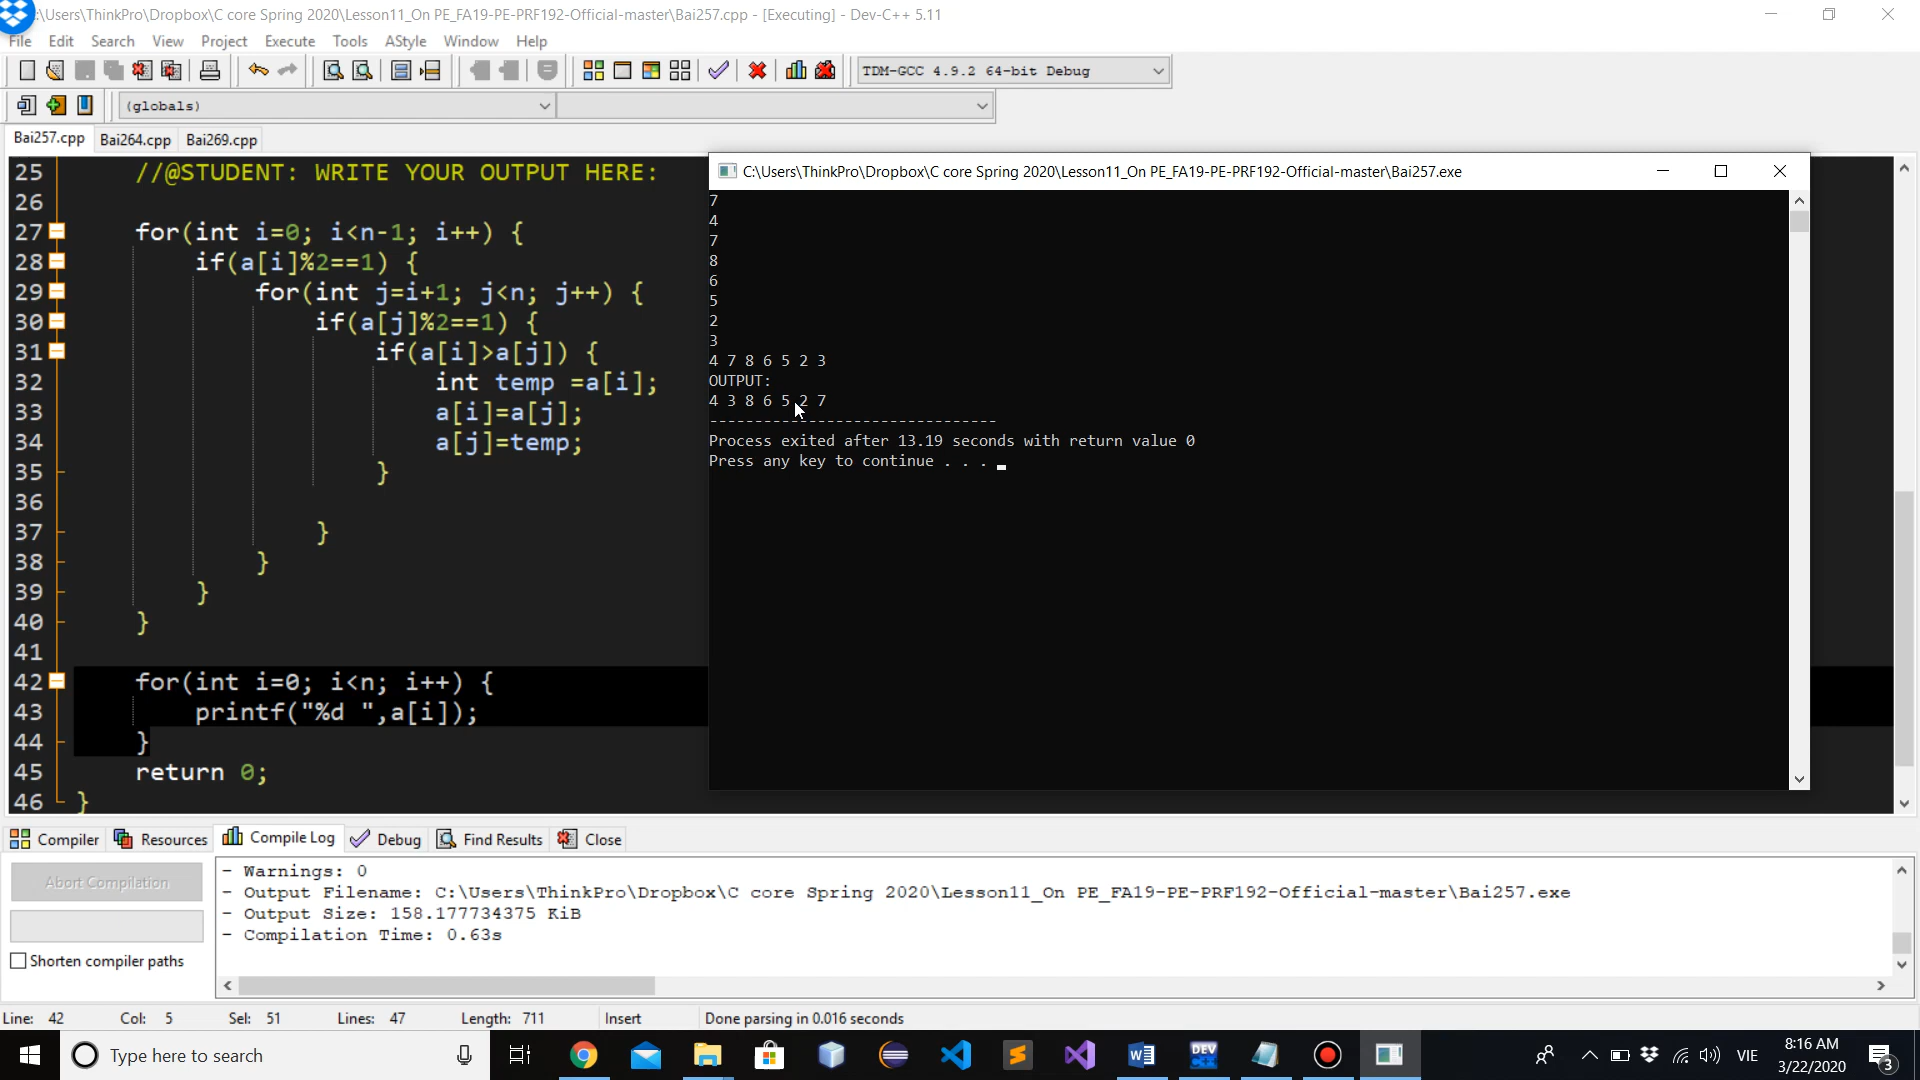 :\Users\ThinkPro\Dropbox\C core Spring 2020\Lesson11_On PE_FA19-PE-PRF192-Official-master\Bai257.cpp - [Executing] - Dev-C++ 5.11
File Edit Search View Project Execute Tools AStyle Window Help
TDM-GCC 4.9.2 64-bit Debug
(globals)
Bai257.cpp Bai264.cpp Bai269.cpp
25 //@STUDENT: WRITE YOUR OUTPUT HERE:
26
27 for(int i=0; i<n-1; i++) {
28 if(a[i]%2==1) {
29 for(int j=i+1; j<n; j++) {
30 if(a[j]%2==1) {
31 if(a[i]>a[j]) {
32 int temp =a[i];
33 a[i]=a[j];
34 a[j]=temp;
35 }
36
37 }
38 }
39 }
40 }
41
42 for(int i=0; i<n; i++) {
43 printf("%d ",a[i]);
44 }
45 return 0;
46 }
C:\Users\ThinkPro\Dropbox\C core Spring 2020\Lesson11_On PE_FA19-PE-PRF192-Official-master\Bai257.exe
7
4
7
8
6
5
2
3
4 7 8 6 5 2 3
OUTPUT:
4 3 8 6 5 2 7
--------------------------------
Process exited after 13.19 seconds with return value 0
Press any key to continue . . .
Compiler Resources Compile Log Debug Find Results Close
Abort Compilation
Shorten compiler paths
- Warnings: 0
- Output Filename: C:\Users\ThinkPro\Dropbox\C core Spring 2020\Lesson11_On PE_FA19-PE-PRF192-Official-master\Bai257.exe
- Output Size: 158.177734375 KiB
- Compilation Time: 0.63s
Line: 42 Col: 5 Sel: 51 Lines: 47 Length: 711 Insert Done parsing in 0.016 seconds
Type here to search
DEV C++
VIE
8:16 AM
3/22/2020
3